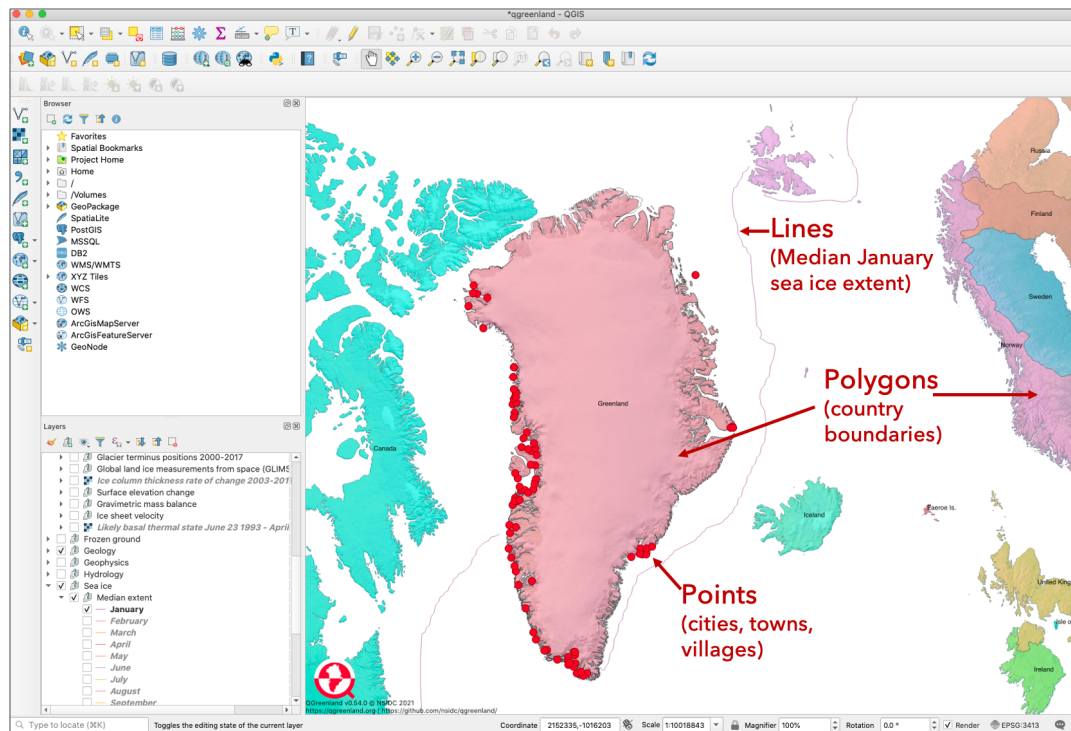 *qgreenland — QGIS
Browser
Favorites
Spatial Bookmarks
Project Home
Home
/
/Volumes
GeoPackage
SpatiaLite
PostGIS
MSSQL
DB2
WMS/WMTS
XYZ Tiles
WCS
WFS
OWS
ArcGisMapServer
ArcGisFeatureServer
GeoNode
Layers
Glacier terminus positions 2000-2017
Global land ice measurements from space (GLIMS
Ice column thickness rate of change 2003-201
Surface elevation change
Gravimetric mass balance
Ice sheet velocity
Likely basal thermal state June 23 1993 - April
Frozen ground
Geology
Geophysics
Hydrology
Sea ice
Median extent
January
February
March
April
May
June
July
August
September
Russia
Finland
Sweden
Norway
Lines
(Median January
sea ice extent)
Polygons
(country
boundaries)
Greenland
Canada
Iceland
Faeroe Is.
United King
Isle o
Ireland
Points
(cities, towns,
villages)
QGreenland v0.54.0 © NSIDC 2021
https://qgreenland.org | https://github.com/nsidc/qgreenland/
Type to locate (⌘K)
Toggles the editing state of the current layer
Coordinate 2152335,-1016203
Scale 1:10018843
Magnifier 100%
Rotation 0.0 °
Render
EPSG:3413